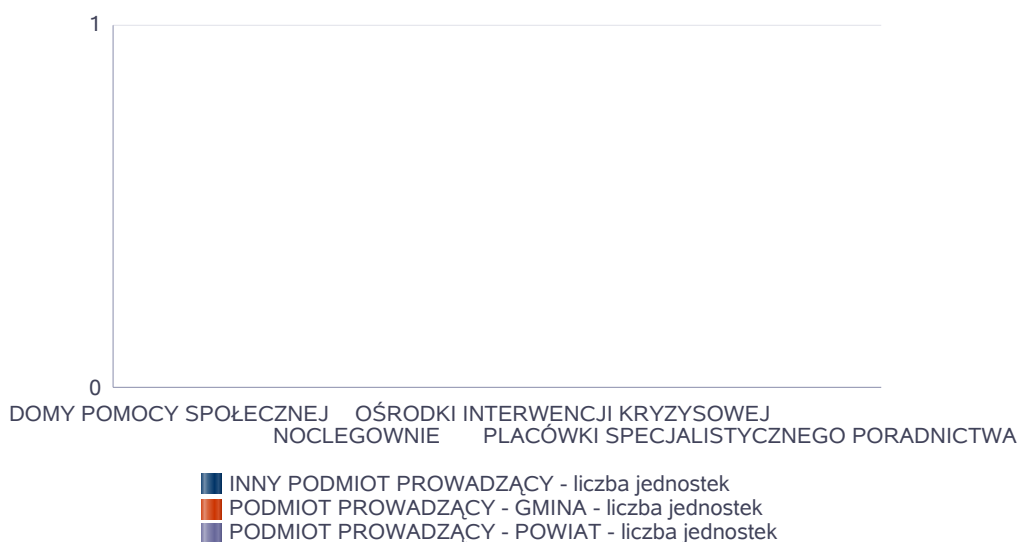 1
0
DOMY POMOCY SPOŁECZNEJ OŚRODKI INTERWENCJI KRYZYSOWEJ
NOCLEGOWNIE PLACÓWKI SPECJALISTYCZNEGO PORADNICTWA
INNY PODMIOT PROWADZĄCY - liczba jednostek
PODMIOT PROWADZĄCY - GMINA - liczba jednostek
PODMIOT PROWADZĄCY - POWIAT - liczba jednostek